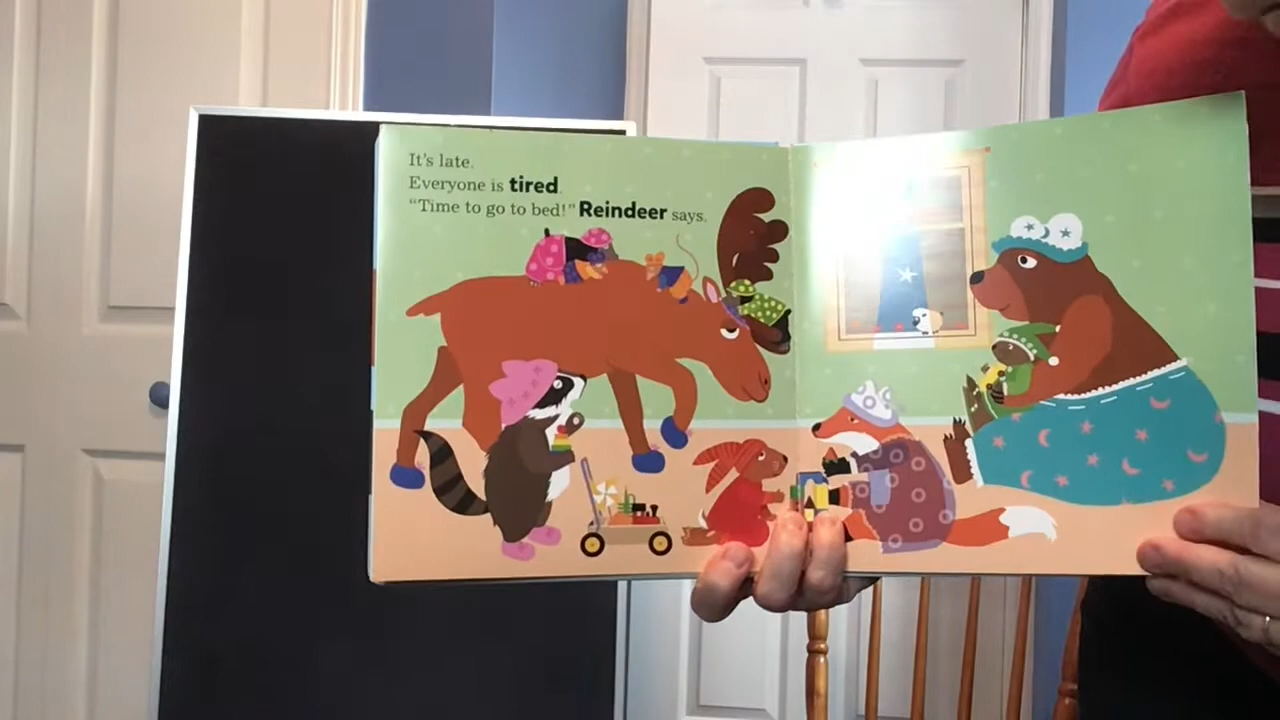 It's late.
Everyone is tired.
"Time to go to bed!" Reindeer says.